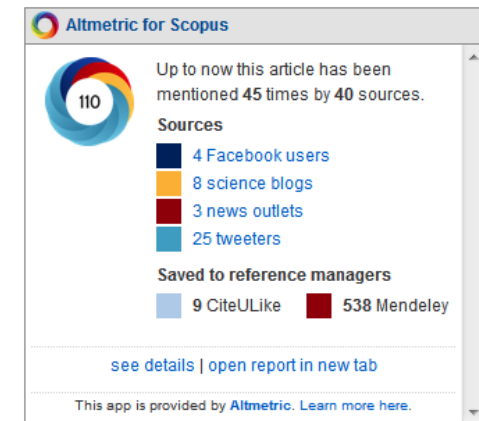 Altmetric for Scopus
110
Up to now this article has been
mentioned 45 times by 40 sources.
Sources
4 Facebook users
8 science blogs
3 news outlets
25 tweeters
Saved to reference managers
9 CiteULike 538 Mendeley
see details | open report in new tab
This app is provided by Altmetric. Learn more here.